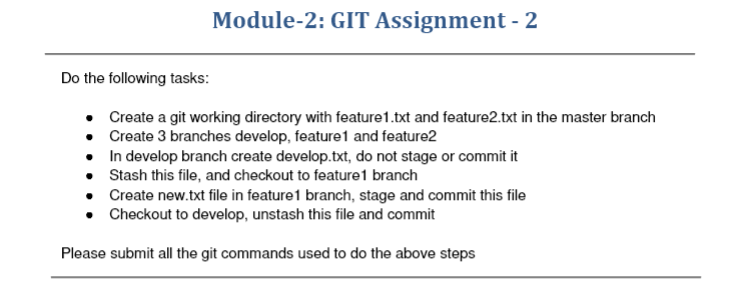 Module-2: GIT Assignment - 2
Do the following tasks:
• Create a git working directory with feature1.txt and feature2.txt in the master branch
• Create 3 branches develop, feature1 and feature2
• In develop branch create develop.txt, do not stage or commit it
• Stash this file, and checkout to feature1 branch
• Create new.txt file in feature1 branch, stage and commit this file
• Checkout to develop, unstash this file and commit
Please submit all the git commands used to do the above steps